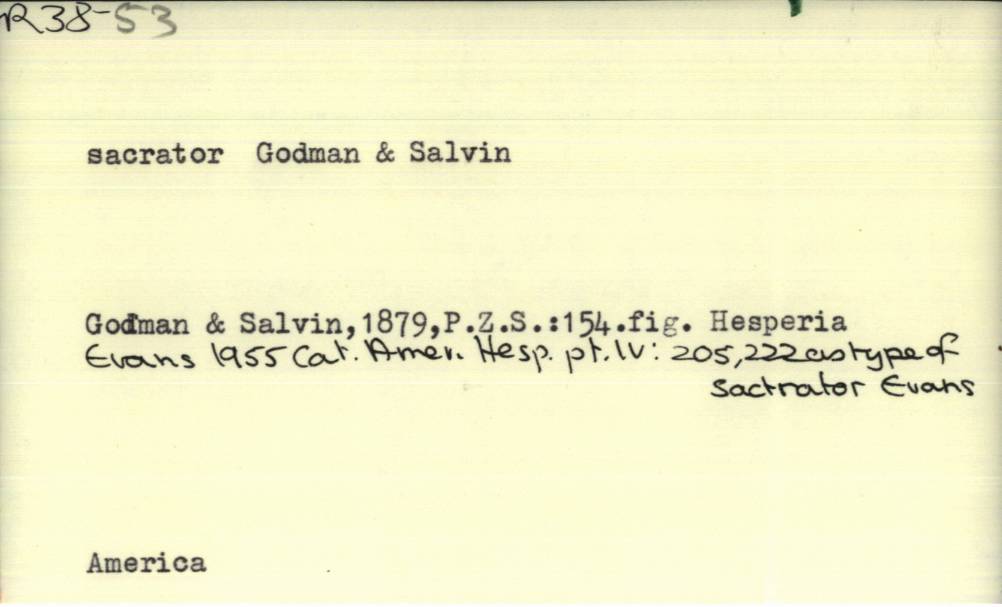 R38-53
sacrator Godman & Salvin
Godman & Salvin,1879,P.Z.S.:154.fig. Hesperia
Evans 1955 Cat. Amer. Hesp. pt. IV: 205,222 as type of
Sactrator Evans
America